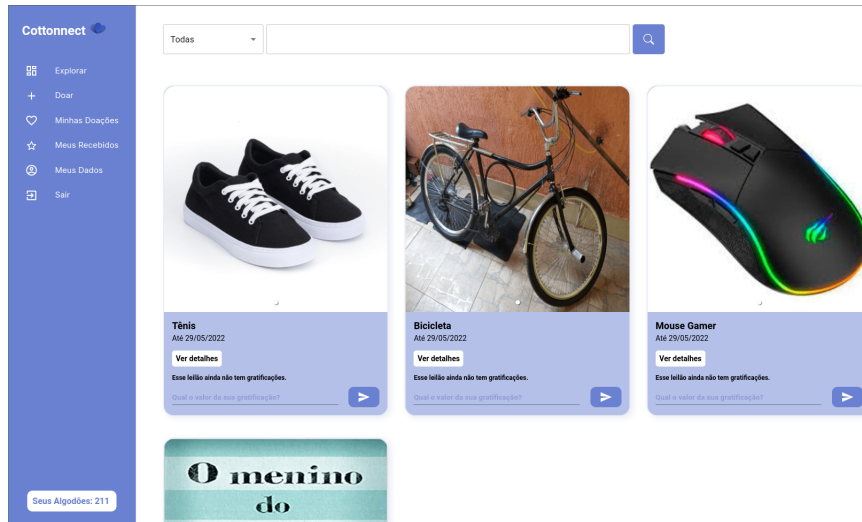 Cottonnect
Explorar
Doar
Minhas Doações
Meus Recebidos
Meus Dados
Sair
Seus Algodões: 211
Todas
Tênis
Até 29/05/2022
Ver detalhes
Esse leilão ainda não tem gratificações.
Qual o valor da sua gratificação?
Bicicleta
Até 29/05/2022
Ver detalhes
Esse leilão ainda não tem gratificações.
Qual o valor da sua gratificação?
Mouse Gamer
Até 29/05/2022
Ver detalhes
Esse leilão ainda não tem gratificações.
Qual o valor da sua gratificação?
O menino
do